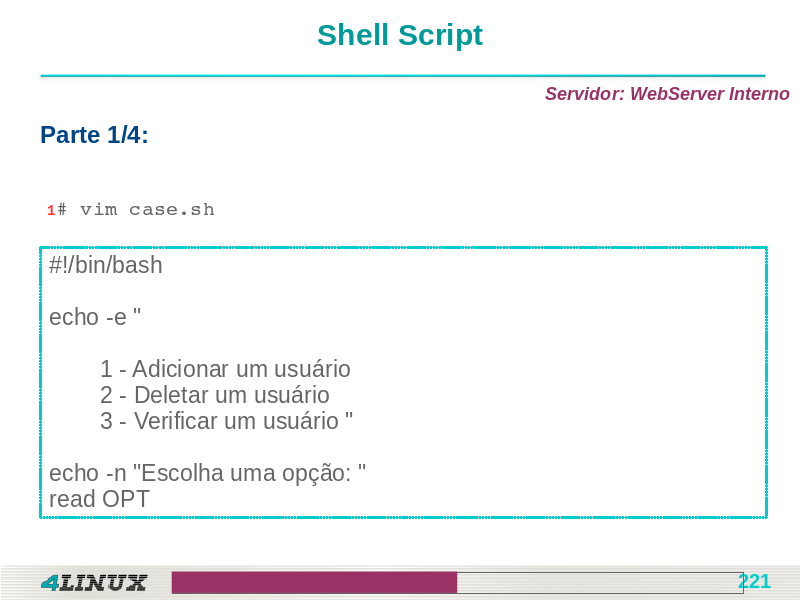 Shell Script
Servidor: WebServer Interno
Parte 1/4:
1# vim case.sh
#!/bin/bash
echo -e "
1 - Adicionar um usuário
2 - Deletar um usuário
3 - Verificar um usuário "
echo -n "Escolha uma opção: "
read OPT
4LINUX
221